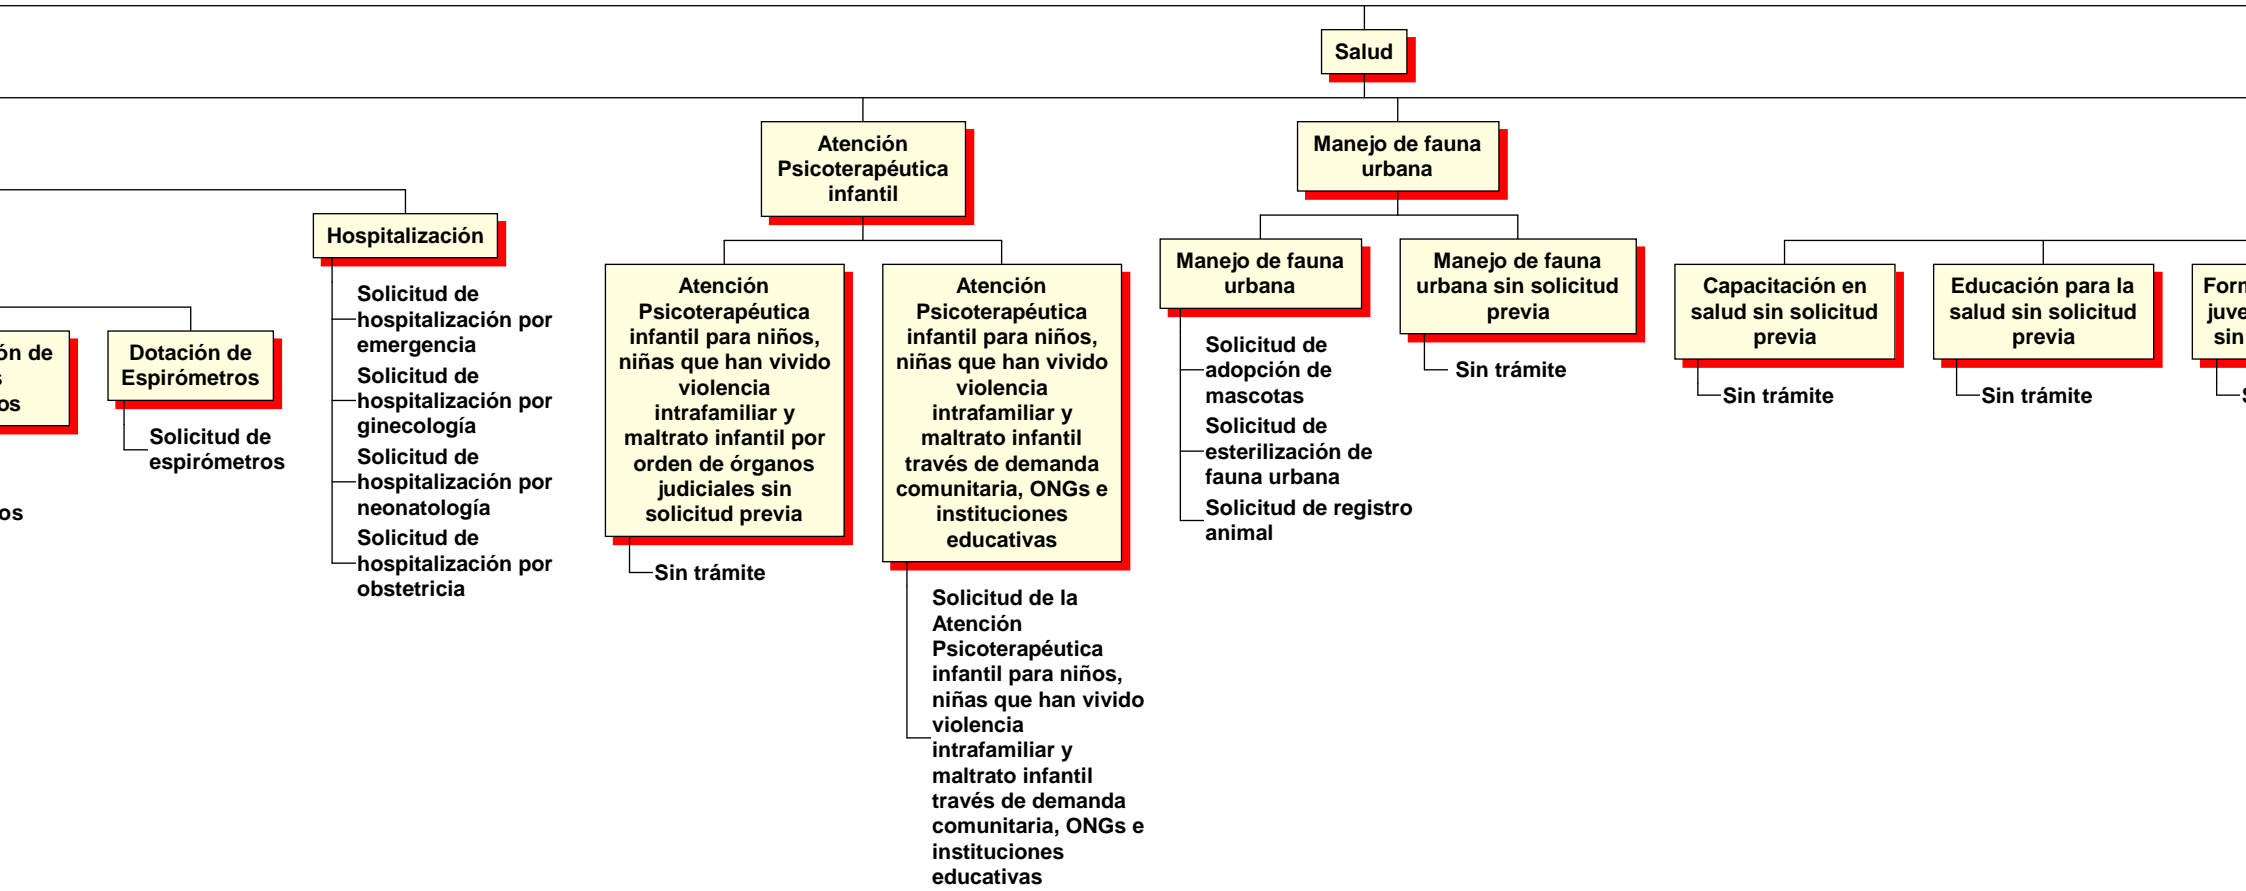 Salud
Atención
Psicoterapéutica
infantil
Manejo de fauna
urbana
Hospitalización
Solicitud de
hospitalización por
emergencia
Solicitud de
hospitalización por
ginecología
Solicitud de
hospitalización por
neonatología
Solicitud de
hospitalización por
obstetricia
Dotación de
Espirómetros
Solicitud de
espirómetros
Atención
Psicoterapéutica
infantil para niños,
niñas que han vivido
violencia
intrafamiliar y
maltrato infantil por
orden de órganos
judiciales sin
solicitud previa
Sin trámite
Atención
Psicoterapéutica
infantil para niños,
niñas que han vivido
violencia
intrafamiliar y
maltrato infantil
través de demanda
comunitaria, ONGs e
instituciones
educativas
Solicitud de la
Atención
Psicoterapéutica
infantil para niños,
niñas que han vivido
violencia
intrafamiliar y
maltrato infantil
través de demanda
comunitaria, ONGs e
instituciones
educativas
Manejo de fauna
urbana
Solicitud de
adopción de
mascotas
Solicitud de
esterilización de
fauna urbana
Solicitud de registro
animal
Manejo de fauna
urbana sin solicitud
previa
Sin trámite
Capacitación en
salud sin solicitud
previa
Sin trámite
Educación para la
salud sin solicitud
previa
Sin trámite
de
sin